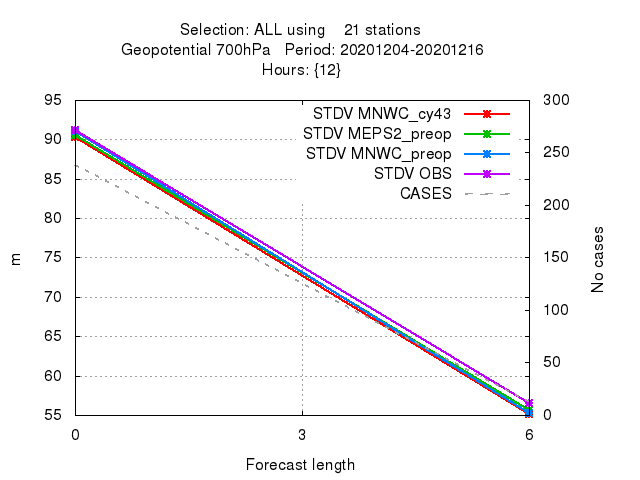 Selection: ALL using    21 stations
Geopotential 700hPa   Period: 20201204-20201216
Hours: {12}
STDV MNWC_cy43
STDV MEPS2_preop
STDV MNWC_preop
STDV OBS
CASES
95
90
85
80
75
70
65
60
55
m
300
250
200
150
100
50
0
No cases
0
3
6
Forecast length